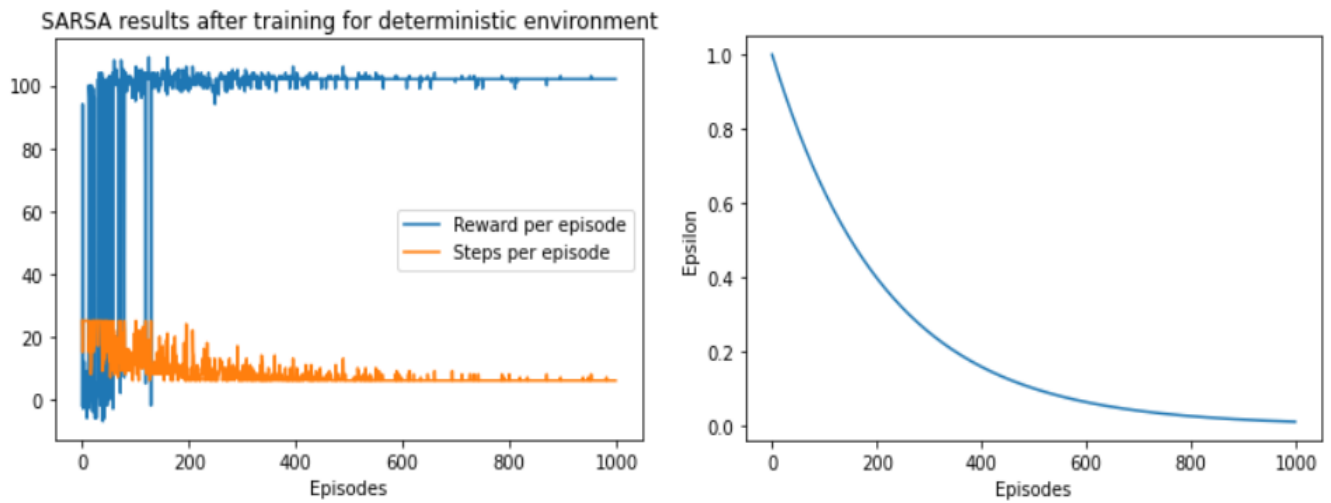 SARSA results after training for deterministic environment
100
80
60
40
20
0
Reward per episode
Steps per episode
0 200 400 600 800 1000
Episodes
1.0
0.8
0.6
0.4
0.2
0.0
Epsilon
0 200 400 600 800 1000
Episodes